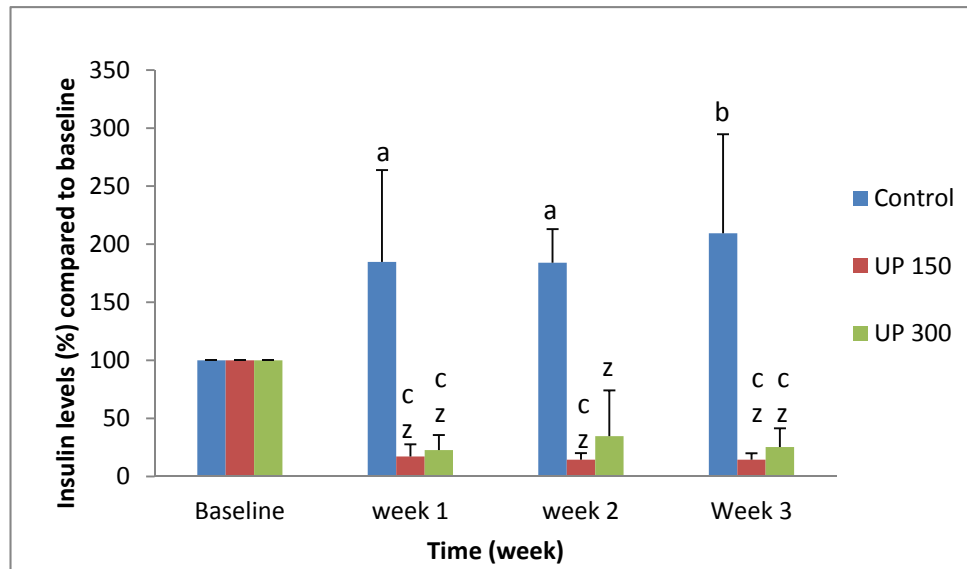 Insulin levels (%) compared to baseline
350
300
250
200
150
100
50
0
a
a
b
c
c
z
z
c
z
z
c
c
z
z
Baseline
week 1
week 2
Week 3
Time (week)
Control
UP 150
UP 300